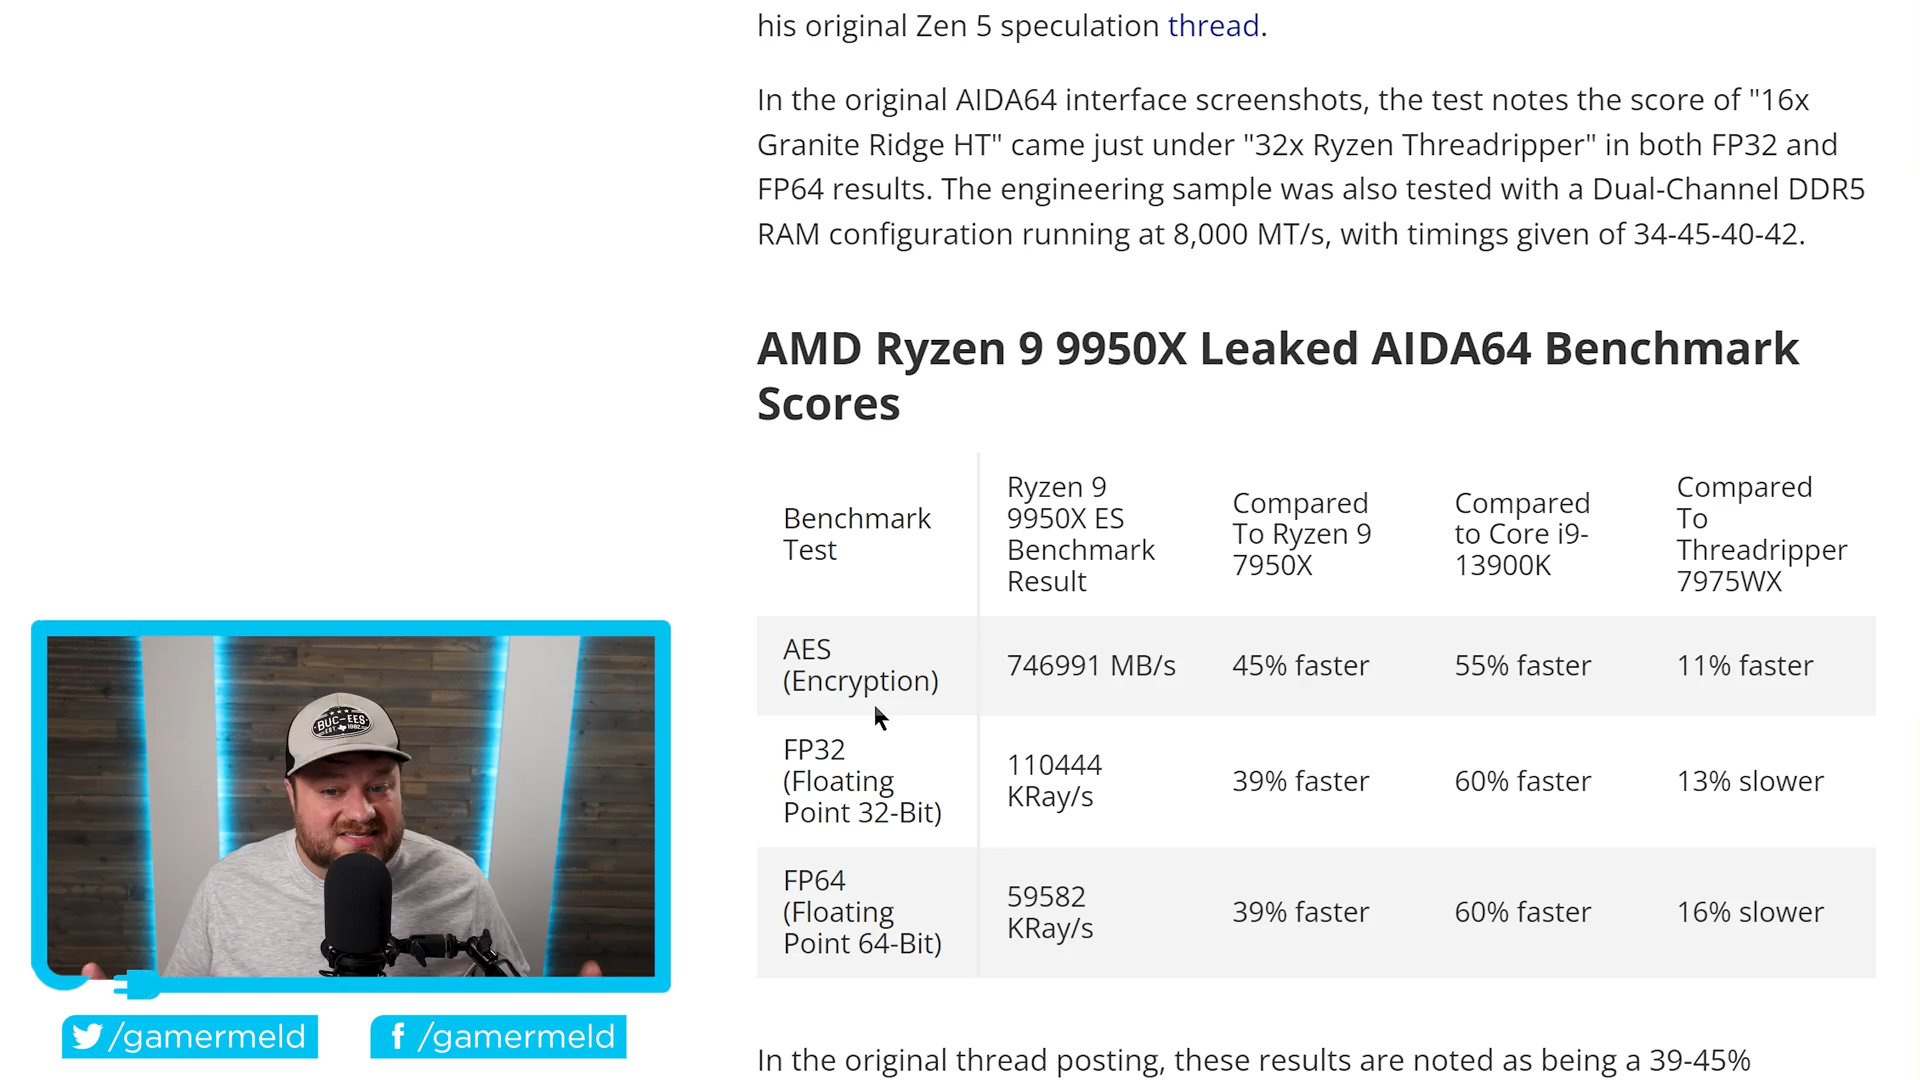 his original Zen 5 speculation thread.
In the original AIDA64 interface screenshots, the test notes the score of "16x
Granite Ridge HT" came just under "32x Ryzen Threadripper" in both FP32 and
FP64 results. The engineering sample was also tested with a Dual-Channel DDR5
RAM configuration running at 8,000 MT/s, with timings given of 34-45-40-42.
AMD Ryzen 9 9950X Leaked AIDA64 Benchmark
Scores
Benchmark
Test
Ryzen 9
9950X ES
Benchmark
Result
Compared
To Ryzen 9
7950X
Compared
to Core i9-
13900K
Compared
To
Threadripper
7975WX
AES
(Encryption)
746991 MB/s
45% faster
55% faster
11% faster
FP32
(Floating
Point 32-Bit)
110444
KRay/s
39% faster
60% faster
13% slower
FP64
(Floating
Point 64-Bit)
59582
KRay/s
39% faster
60% faster
16% slower
In the original thread posting, these results are noted as being a 39-45%
BUC-EES
/gamermeld
/gamermeld